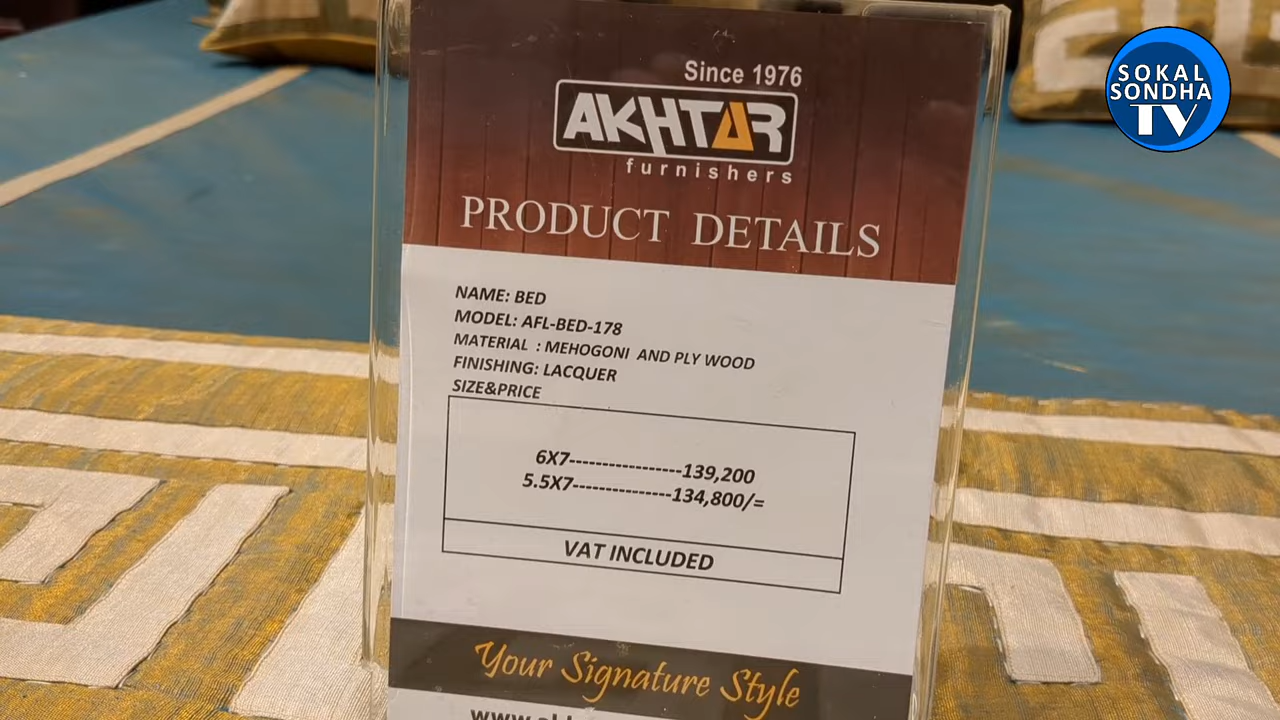 SOKAL
SONDHA
TV
Since 1976
AKHTAR
furnishers
PRODUCT DETAILS
NAME: BED
MODEL: AFL-BED-178
MATERIAL : MEHOGONI AND PLY WOOD
FINISHING: LACQUER
SIZE&PRICE
6X7-----------------139,200
5.5X7---------------134,800/=
VAT INCLUDED
Your Signature Style